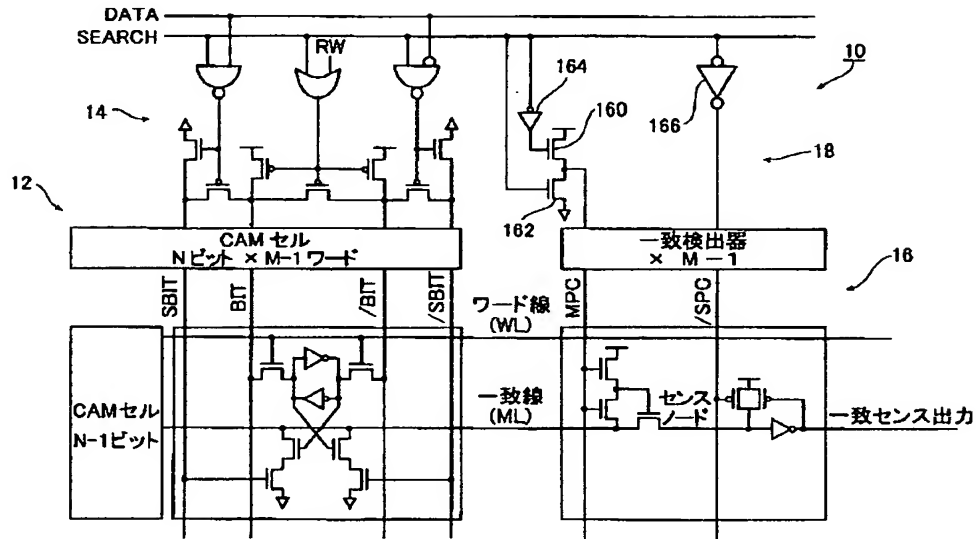 DATA
SEARCH
RW
10
164
160
166
14
18
12
162
CAMセル
Nビット × M-1ワード
一致検出器
× M-1
16
SBIT
BIT
/BIT
/SBIT
ワード線
(WL)
MPC
/SPC
CAMセル
N-1ビット
一致線
(ML)
センス
ノード
一致センス出力